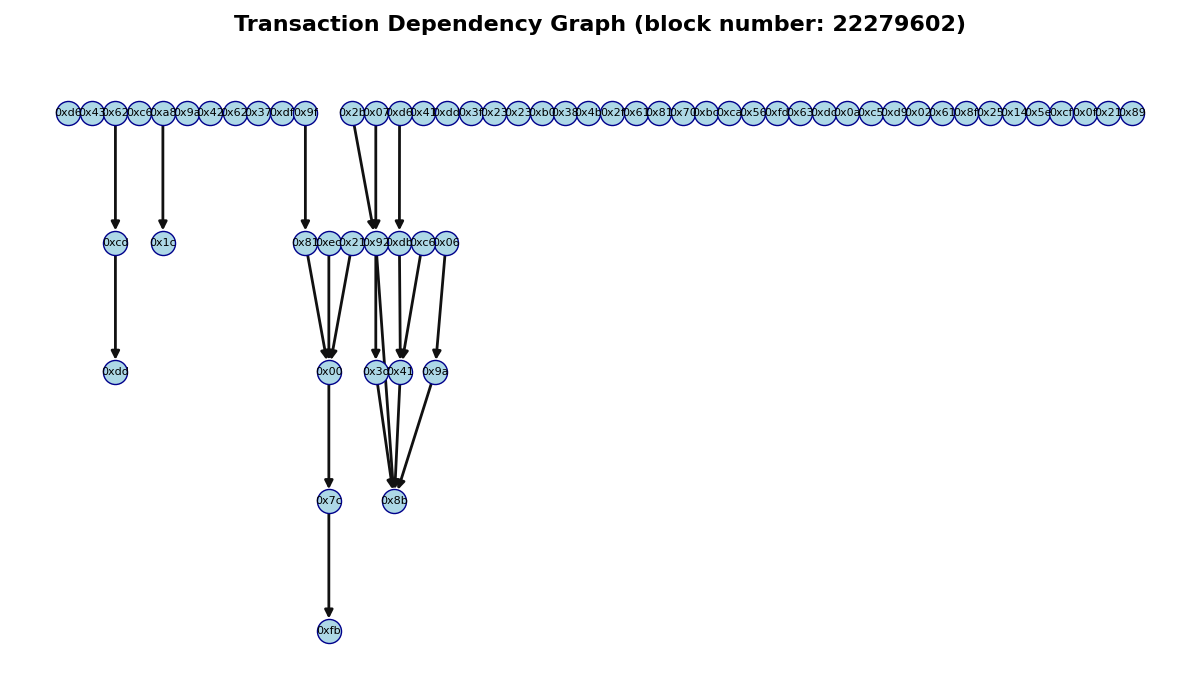 Transaction Dependency Graph (block number: 22279602)
0xd6 0x43 0x62 0xc6 0xa8 0x9a 0x42 0x62 0x37 0xdf 0x9f 0x2b 0x07 0xd6 0x41 0xdd 0x3f 0x23 0x23 0xb0 0x38 0x4b 0x2f 0x61 0x81 0x70 0xbc 0xca 0x56 0xfd 0x63 0xdc 0x0a 0xc5 0xd9 0x02 0x61 0x8f 0x25 0x14 0x5e 0xcf 0x0f 0x21 0x89
0xcd 0x1c 0x81 0xec 0x21 0x92 0xdb 0xc6 0x06
0xdd 0x00 0x3c 0x41 0x9a
0x7c 0x8b
0xfb